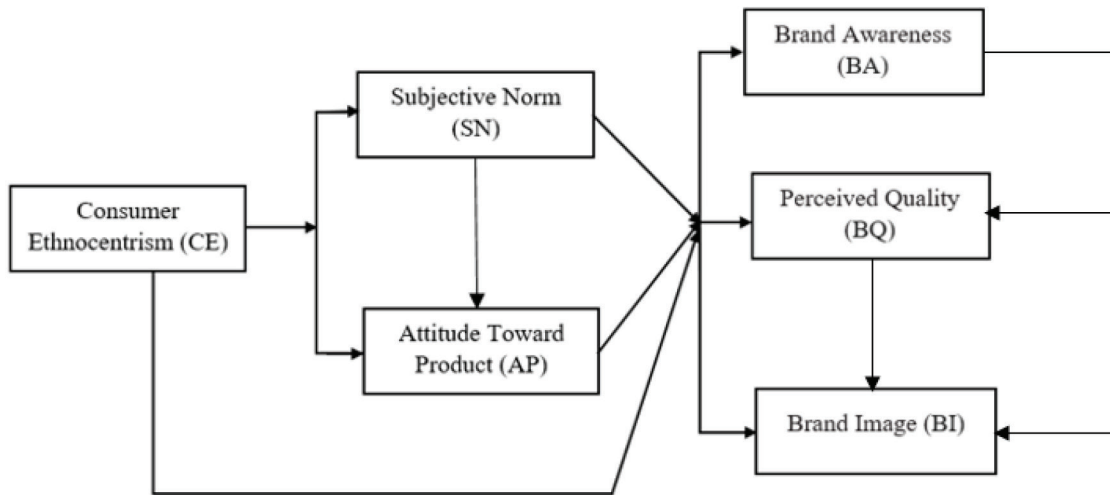 Consumer
Ethnocentrism (CE)
Subjective Norm
(SN)
Attitude Toward
Product (AP)
Brand Awareness
(BA)
Perceived Quality
(BQ)
Brand Image (BI)